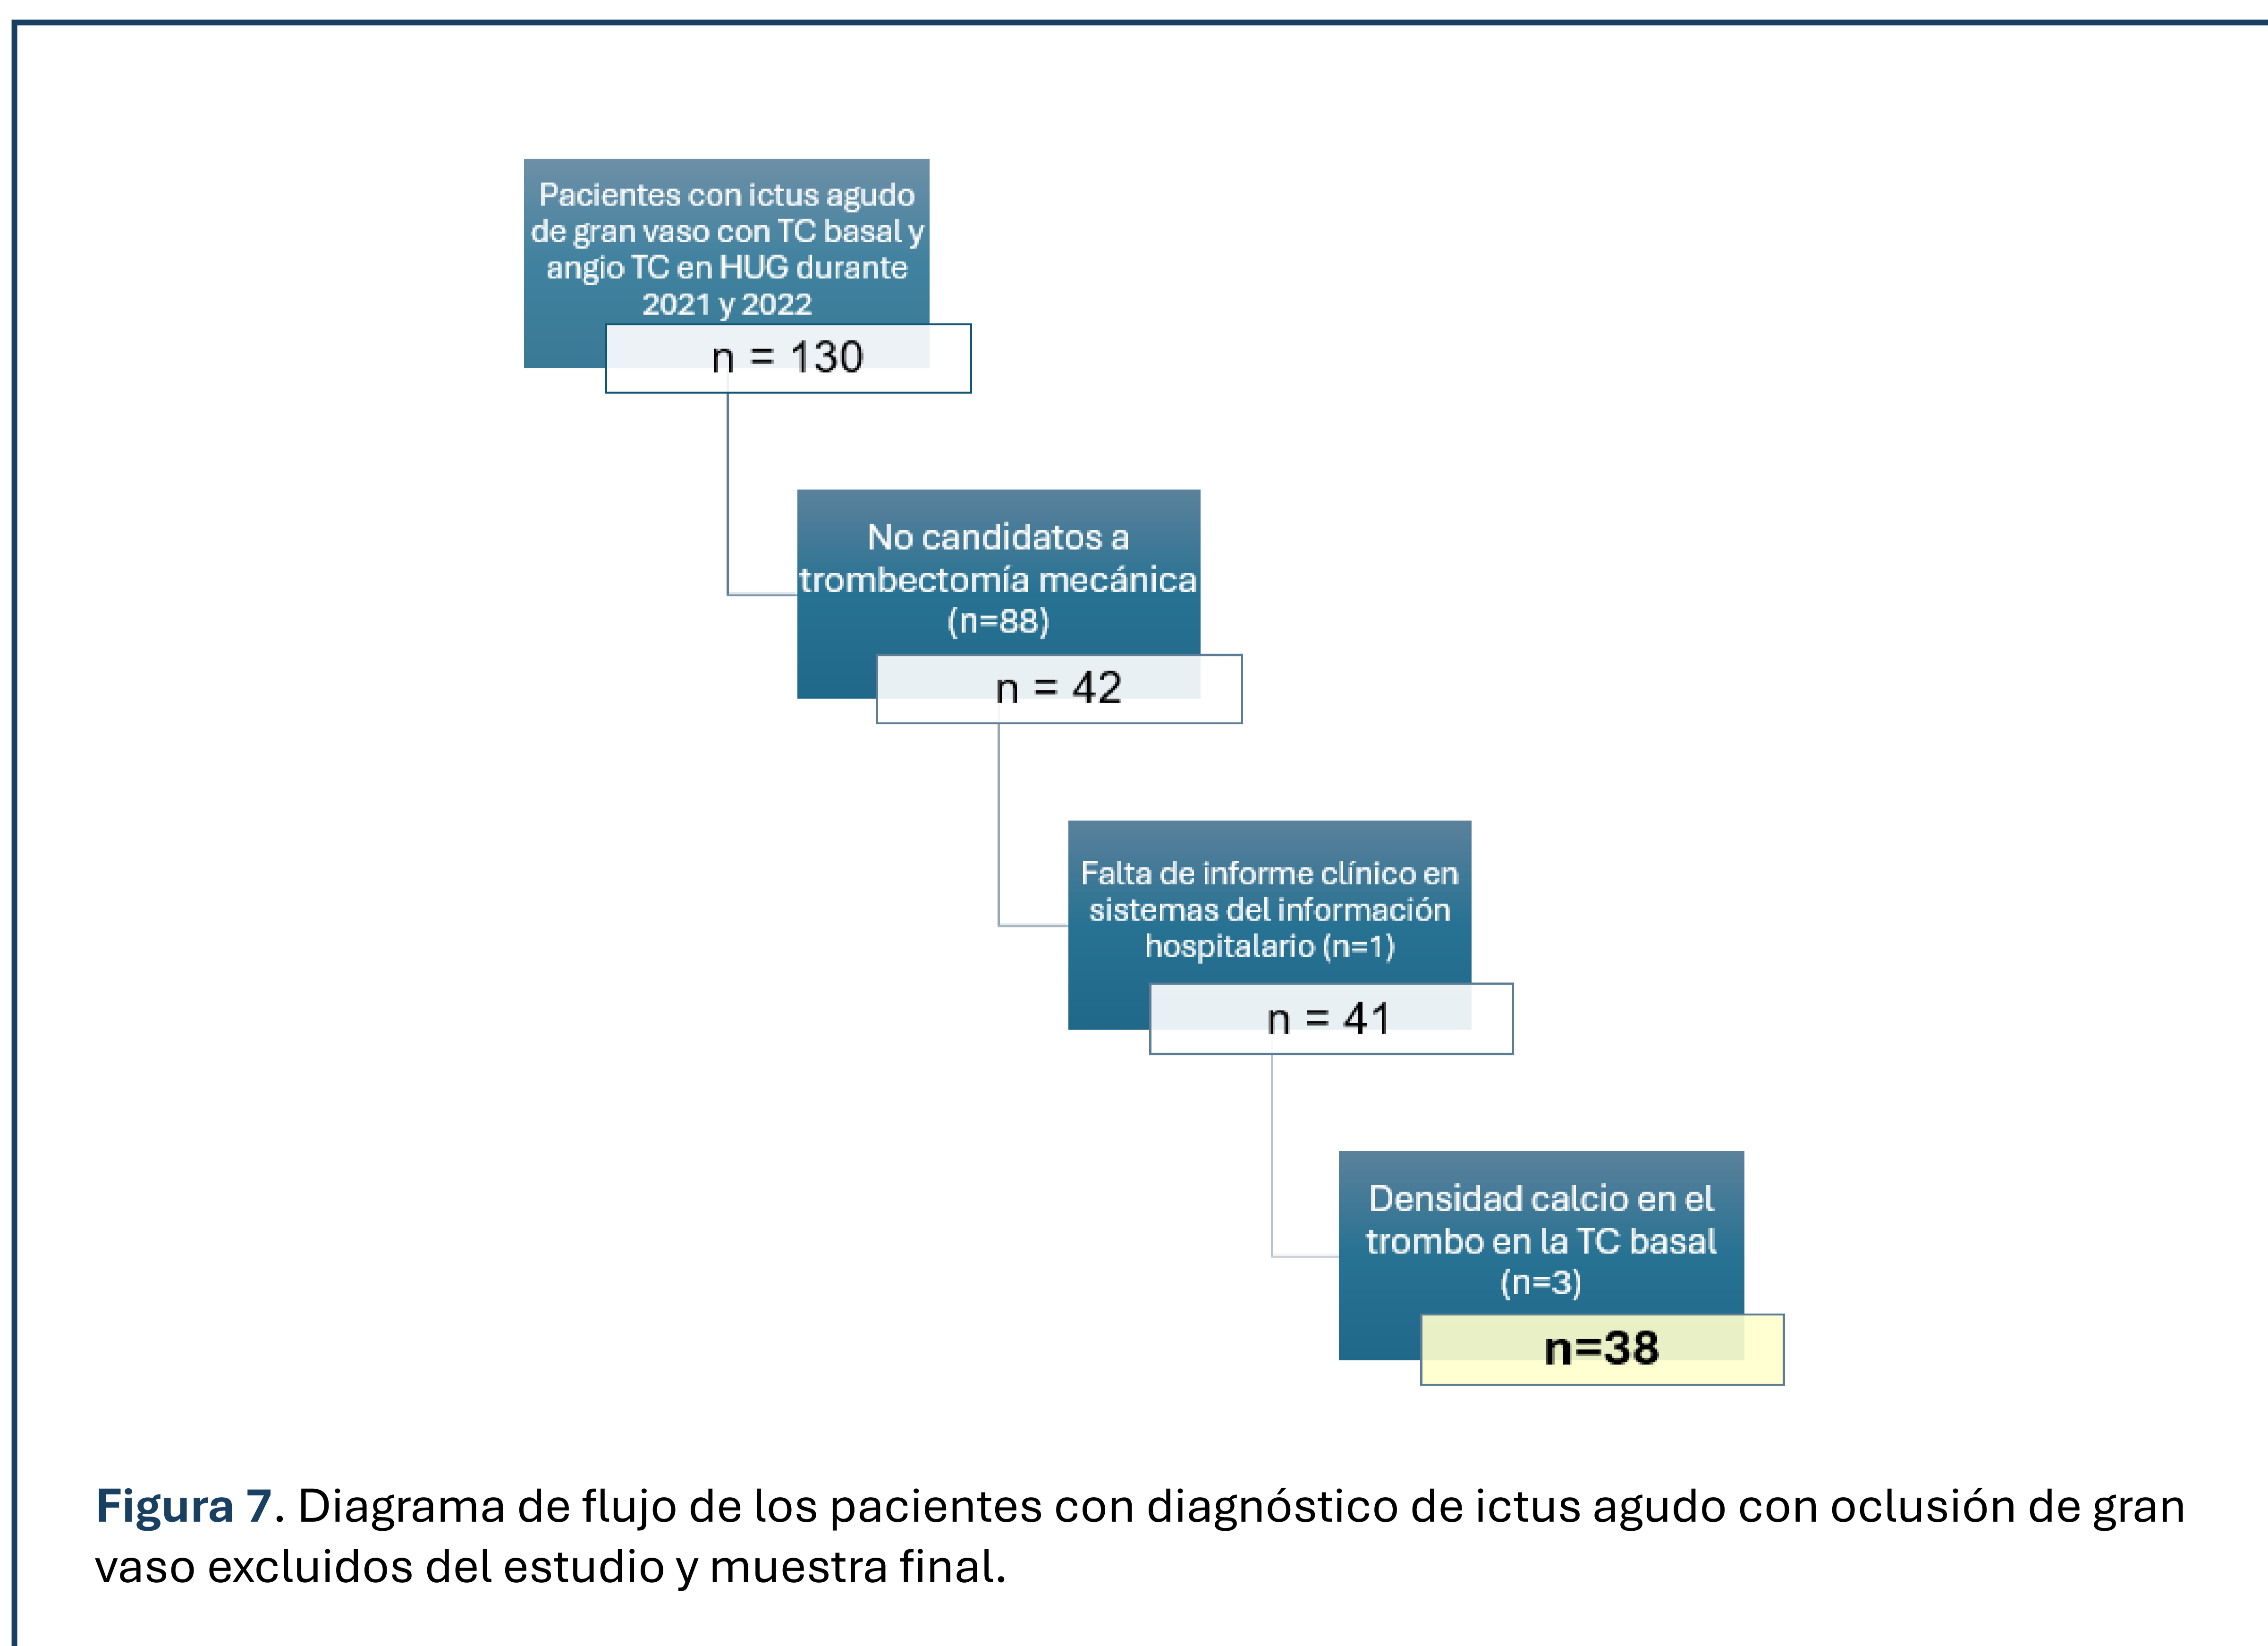 Pacientes con ictus agudo
de gran vaso con TC basal y
angio TC en HUG durante
2021 y 2022
n = 130
No candidatos a
trombectomía mecánica
(n=88)
n = 42
Falta de informe clínico en
sistemas del información
hospitalario (n=1)
n = 41
Densidad calcio en el
trombo en la TC basal
(n=3)
n=38
Figura 7. Diagrama de flujo de los pacientes con diagnóstico de ictus agudo con oclusión de gran
vaso excluidos del estudio y muestra final.